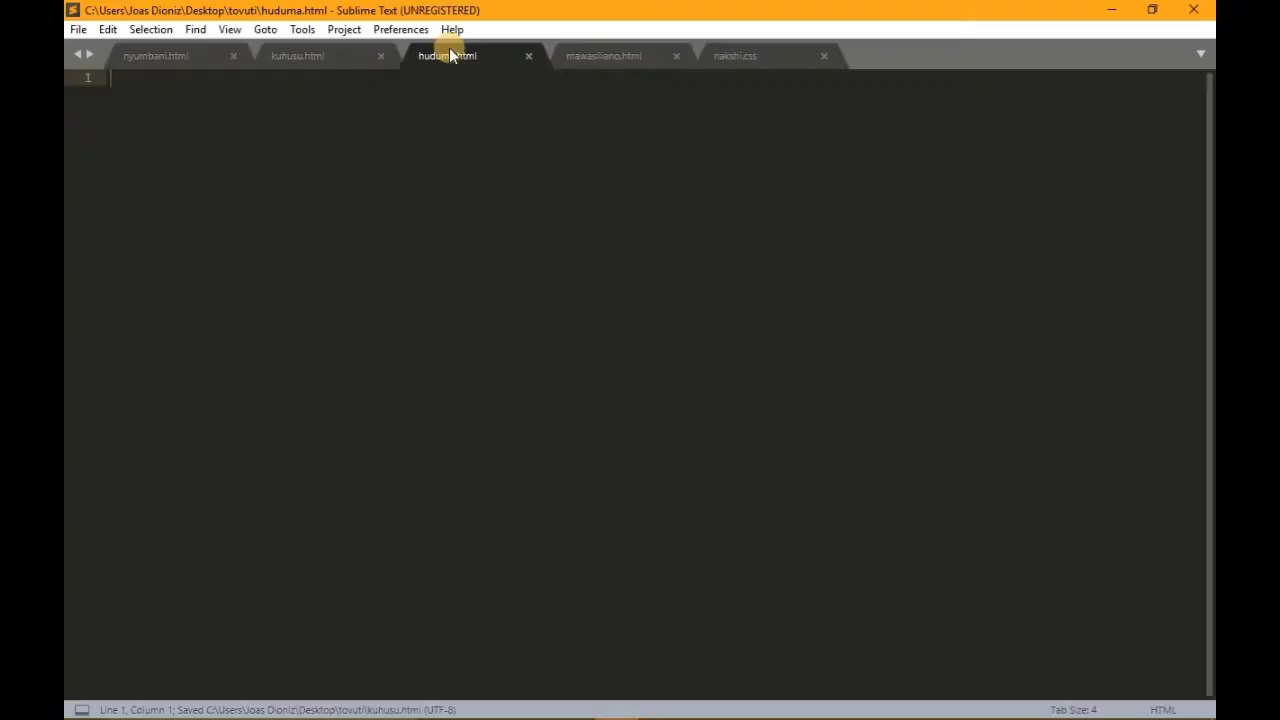 C:\Users\Joas Dioniz\Desktop\tovuti\huduma.html - Sublime Text (UNREGISTERED)
File Edit Selection Find View Goto Tools Project Preferences Help
nyumbani.html kuhusu.html huduma.html mawasiliano.html nakshi.css
1
Line 1, Column 1; Saved C:\Users\Joas Dioniz\Desktop\tovuti\kuhusu.html (UTF-8) Tab Size: 4 HTML